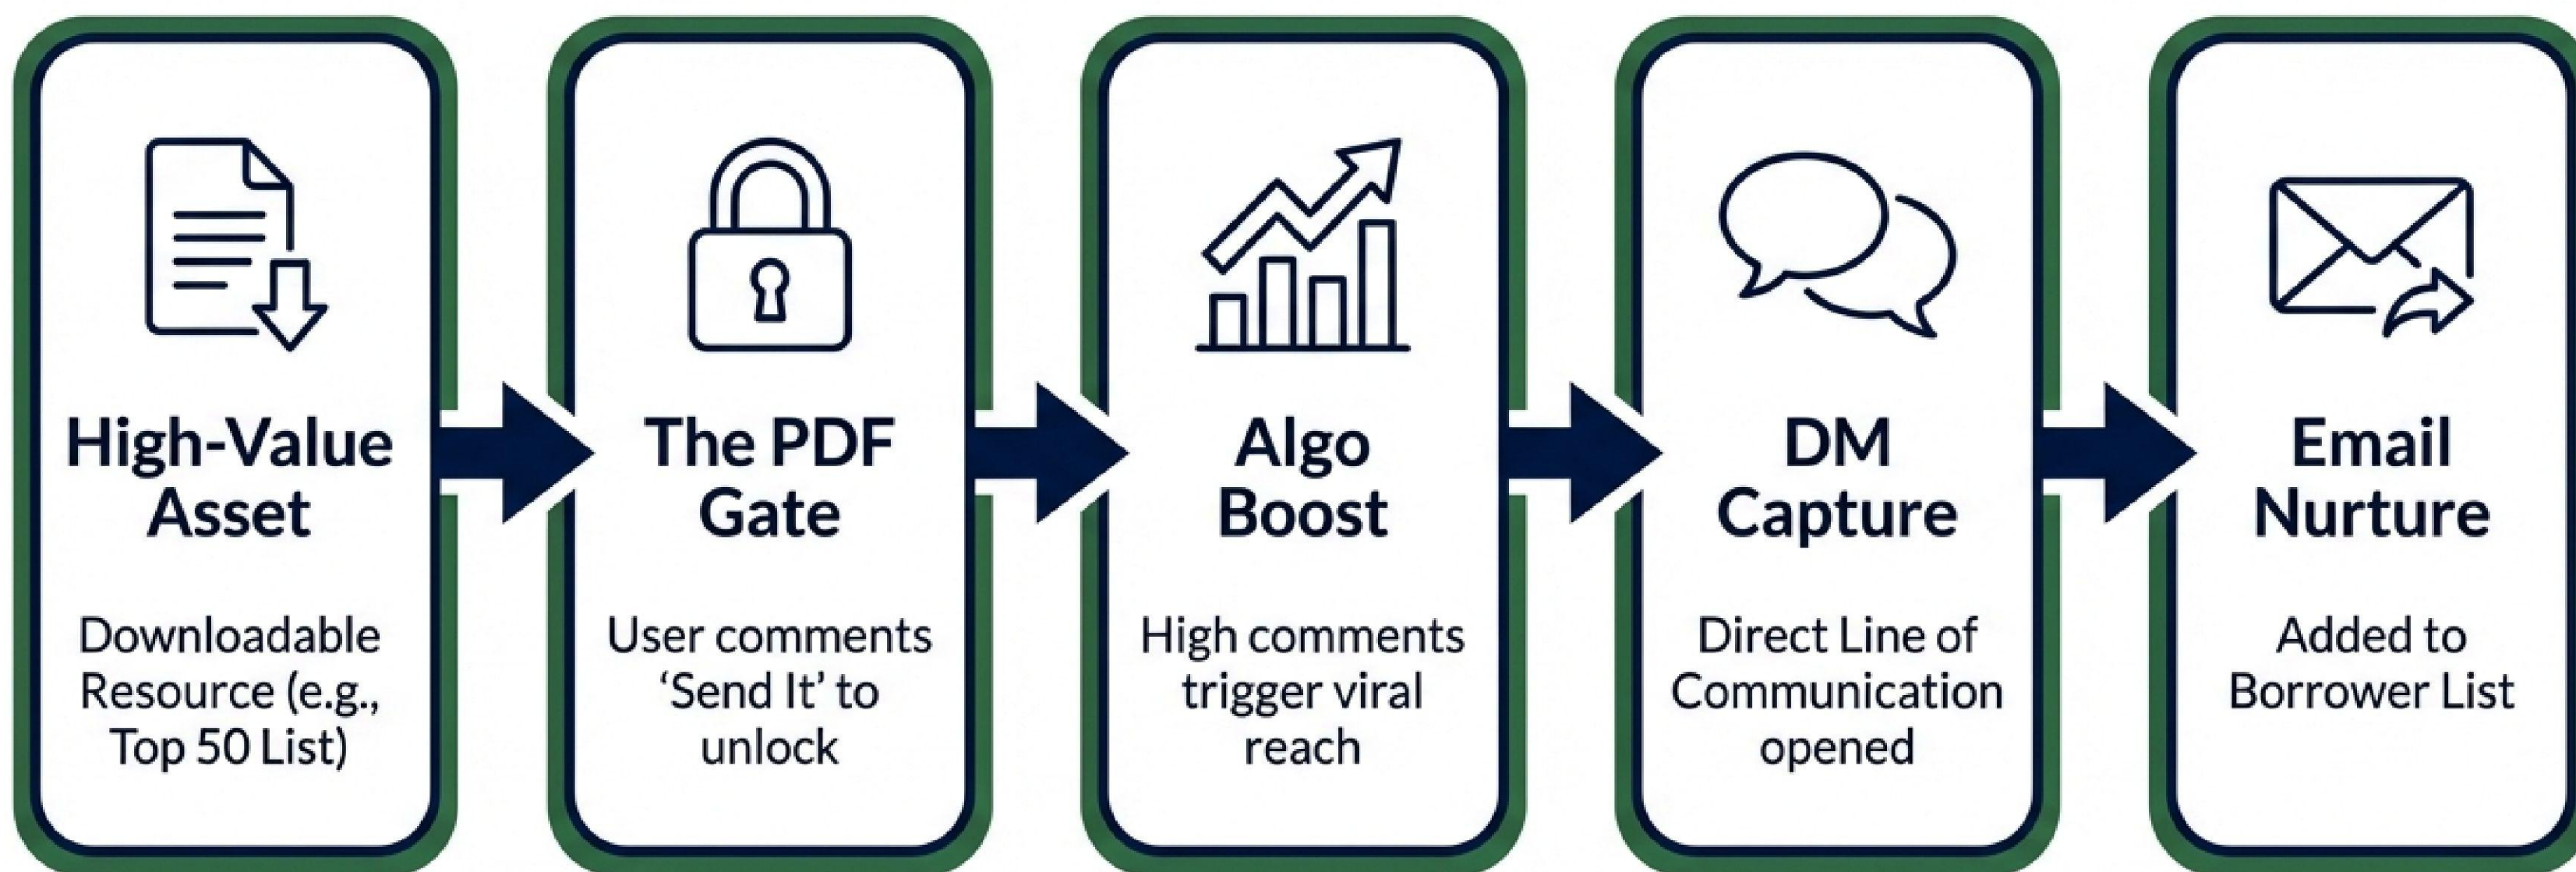 High-Value
Asset
Downloadable
Resource (e.g.,
Top 50 List)
The PDF
Gate
User comments
‘Send It’ to
unlock
Algo
Boost
High comments
trigger viral
reach
DM
Capture
Direct Line of
Communication
opened
Email
Nurture
Added to
Borrower List